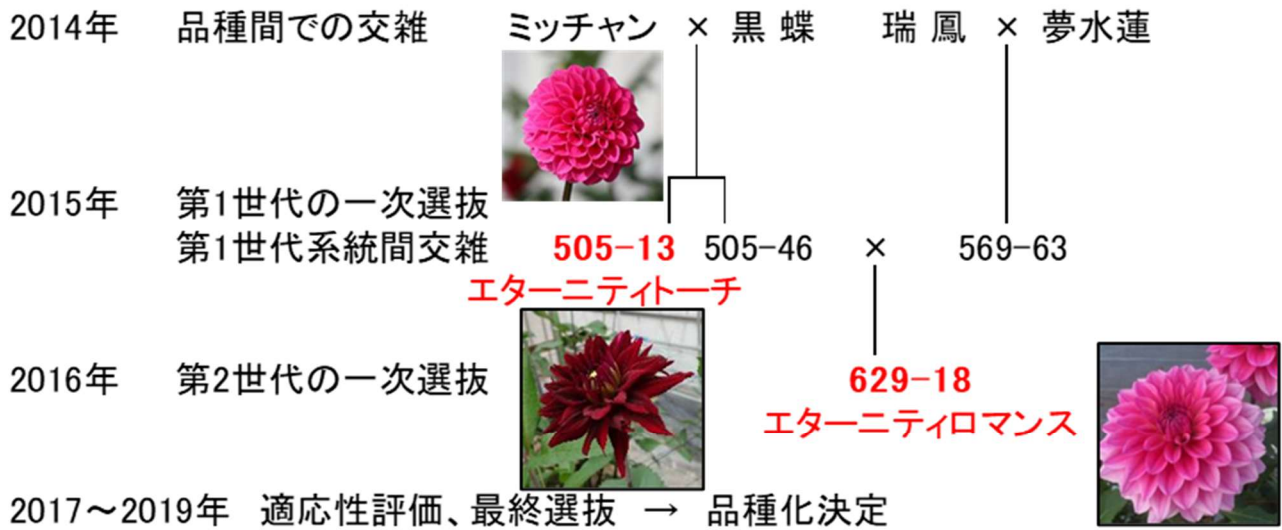 2014年 品種間での交雑 ミッチャン × 黒 蝶 瑞 鳳 × 夢水蓮
2015年 第1世代の一次選抜
第1世代系統間交雑 505-13 505-46 × 569-63
エターニティトーチ
2016年 第2世代の一次選抜 629-18
エターニティロマンス
2017～2019年 適応性評価、最終選抜 → 品種化決定